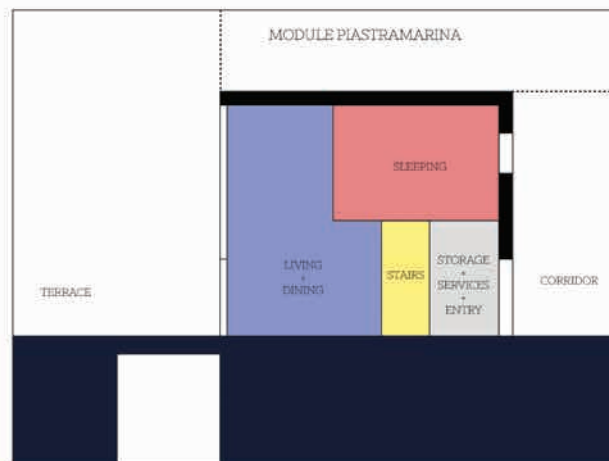 MODULE PIASTRAMARINA
SLEEPING
LIVING
+
DINING
STAIRS
STORAGE
+
SERVICES
+
ENTRY
TERRACE
CORRIDOR